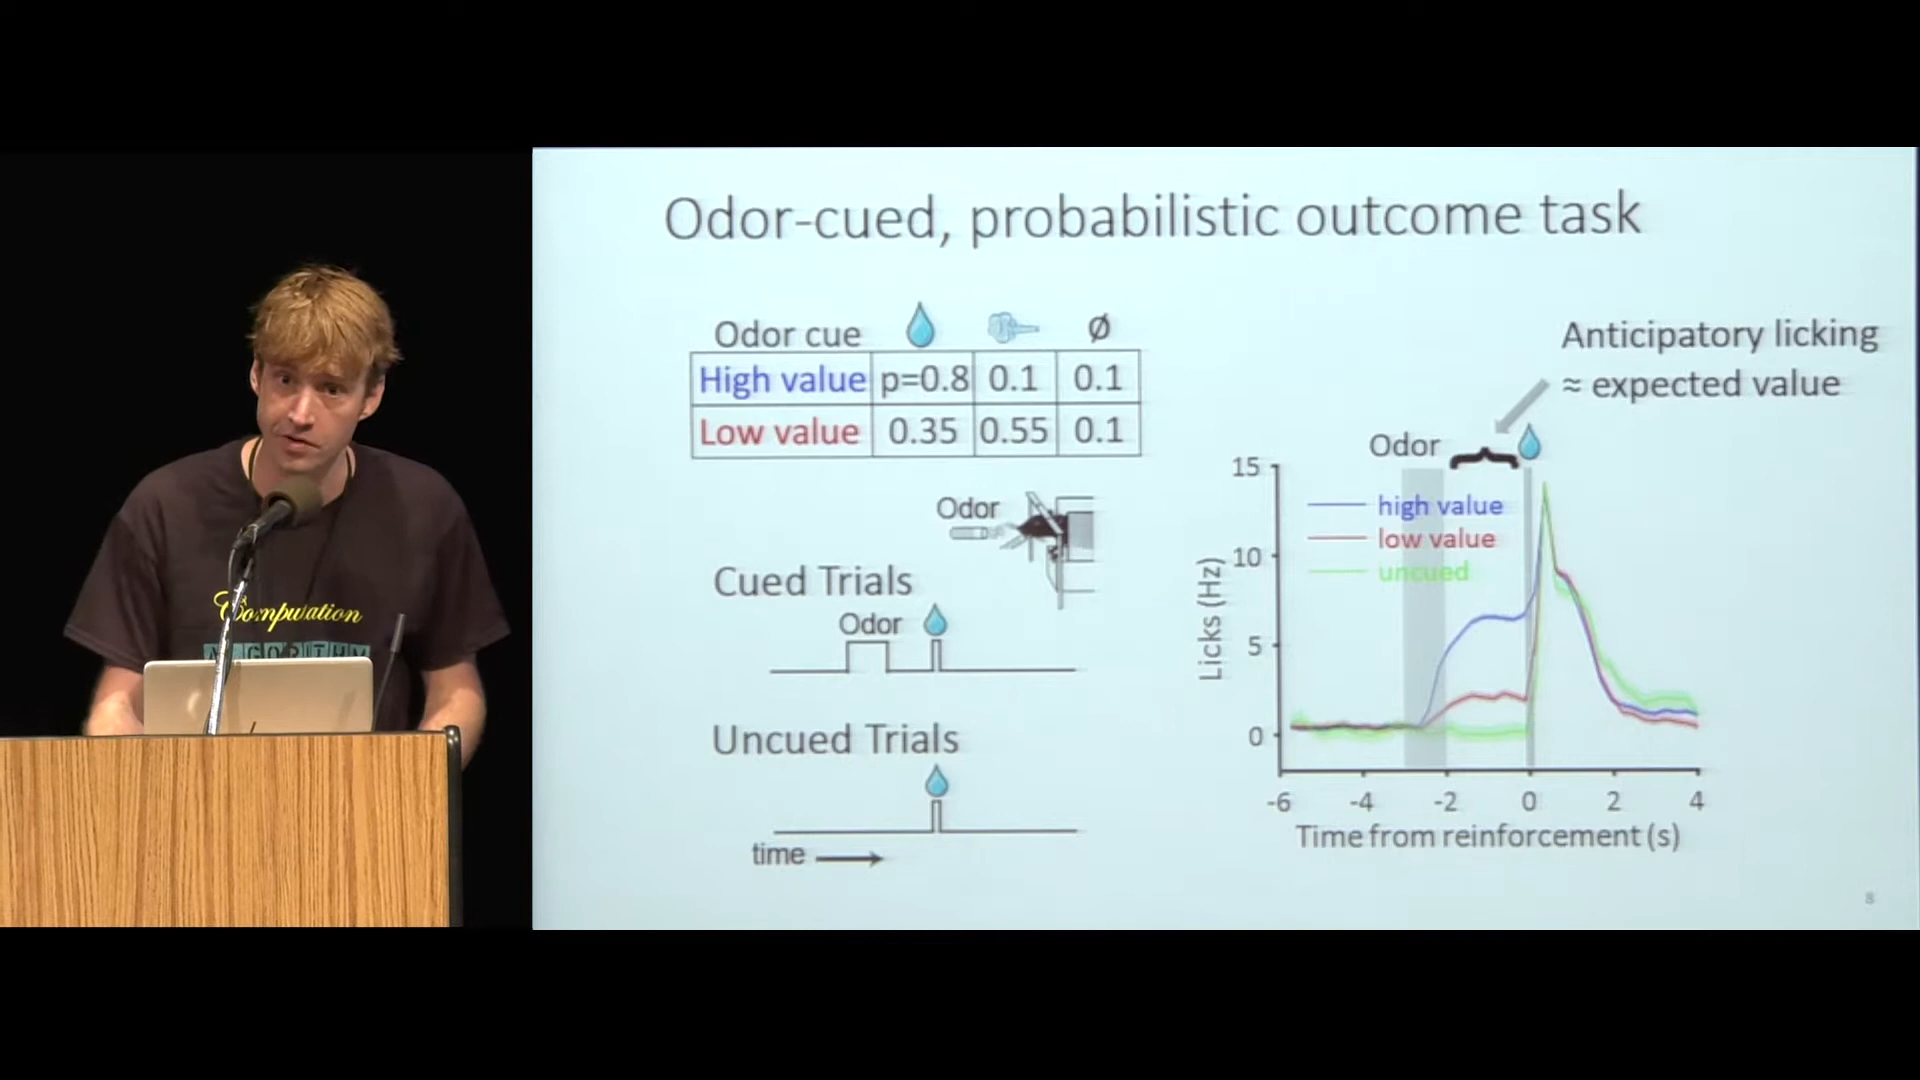 Computation
ALGORITHM
Odor-cued, probabilistic outcome task
Odor cue Ø
High value p=0.8 0.1 0.1
Low value 0.35 0.55 0.1
Odor
Cued Trials
Odor
Uncued Trials
time
Anticipatory licking
≈ expected value
Odor
15
10
5
0
Licks (Hz)
high value
low value
uncued
-6 -4 -2 0 2 4
Time from reinforcement (s)
8